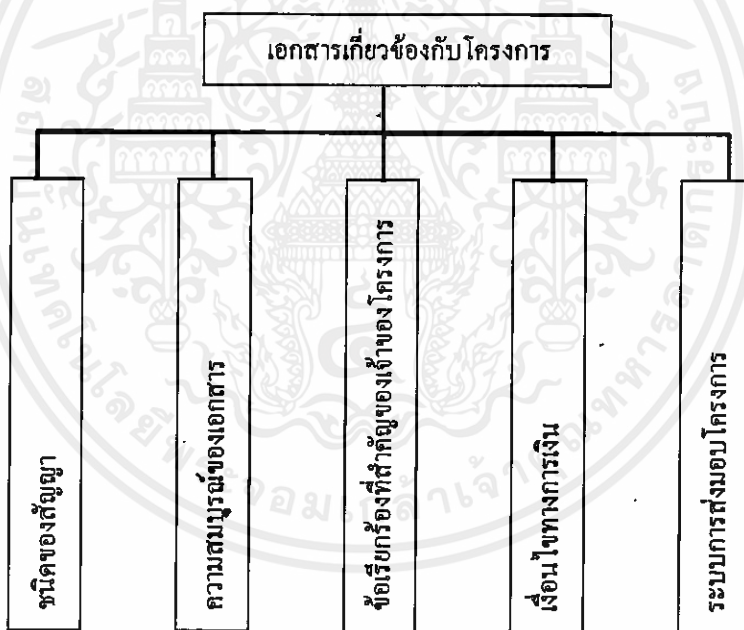 เอกสารเกี่ยวข้องกับโครงการ
ชนิดของสัญญา
ความสมบูรณ์ของเอกสาร
ข้อเรียกร้องที่สำคัญของเจ้าของโครงการ
เงื่อนไขทางการเงิน
ระบบการส่งมอบโครงการ